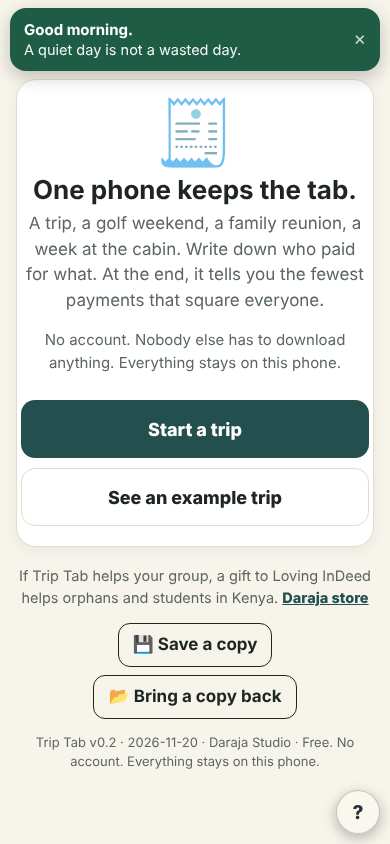 Good morning.
A quiet day is not a wasted day.
×
One phone keeps the tab.
A trip, a golf weekend, a family reunion, a
week at the cabin. Write down who paid
for what. At the end, it tells you the fewest
payments that square everyone.
No account. Nobody else has to download
anything. Everything stays on this phone.
Start a trip
See an example trip
If Trip Tab helps your group, a gift to Loving InDeed
helps orphans and students in Kenya. Daraja store
💾 Save a copy
📂 Bring a copy back
Trip Tab v0.2 · 2026-11-20 · Daraja Studio · Free. No
account. Everything stays on this phone.
?